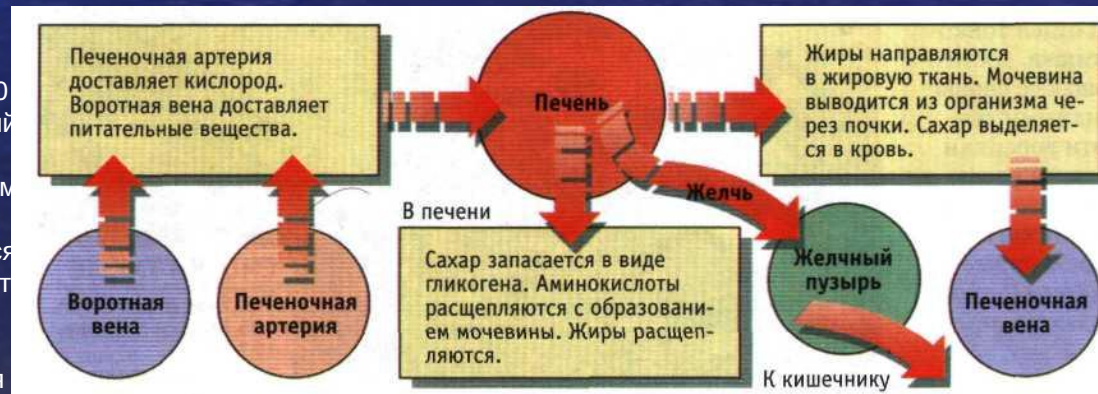 Печеночная артерия
доставляет кислород.
Воротная вена доставляет
питательные вещества.
Печень
Жиры направляются
в жировую ткань. Мочевина
выводится из организма че-
рез почки. Сахар выделяет-
ся в кровь.
Желчь
В печени
Сахар запасается в виде
гликогена. Аминокислоты
расщепляются с образовани-
ем мочевины. Жиры расщеп-
ляются.
Воротная
вена
Печеночная
артерия
Желчный
пузырь
Печеночная
вена
К кишечнику